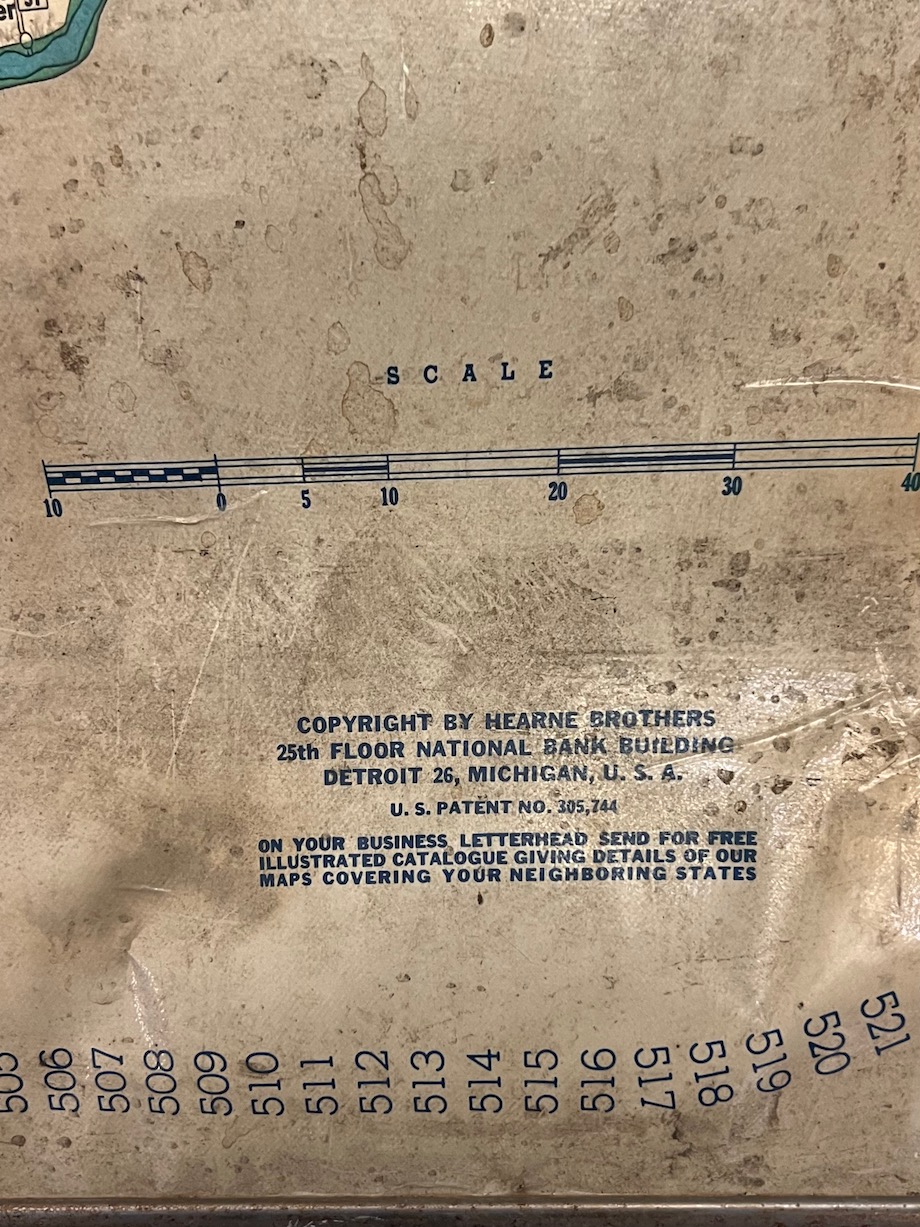 er 31
SCALE
10 0 5 10 20 30 40
COPYRIGHT BY HEARNE BROTHERS
25th FLOOR NATIONAL BANK BUILDING
DETROIT 26, MICHIGAN, U. S. A.
U. S. PATENT NO. 305,744
ON YOUR BUSINESS LETTERHEAD SEND FOR FREE
ILLUSTRATED CATALOGUE GIVING DETAILS OF OUR
MAPS COVERING YOUR NEIGHBORING STATES
505 506 507 508 509 510 511 512 513 514 515 516 517 518 519 520 521